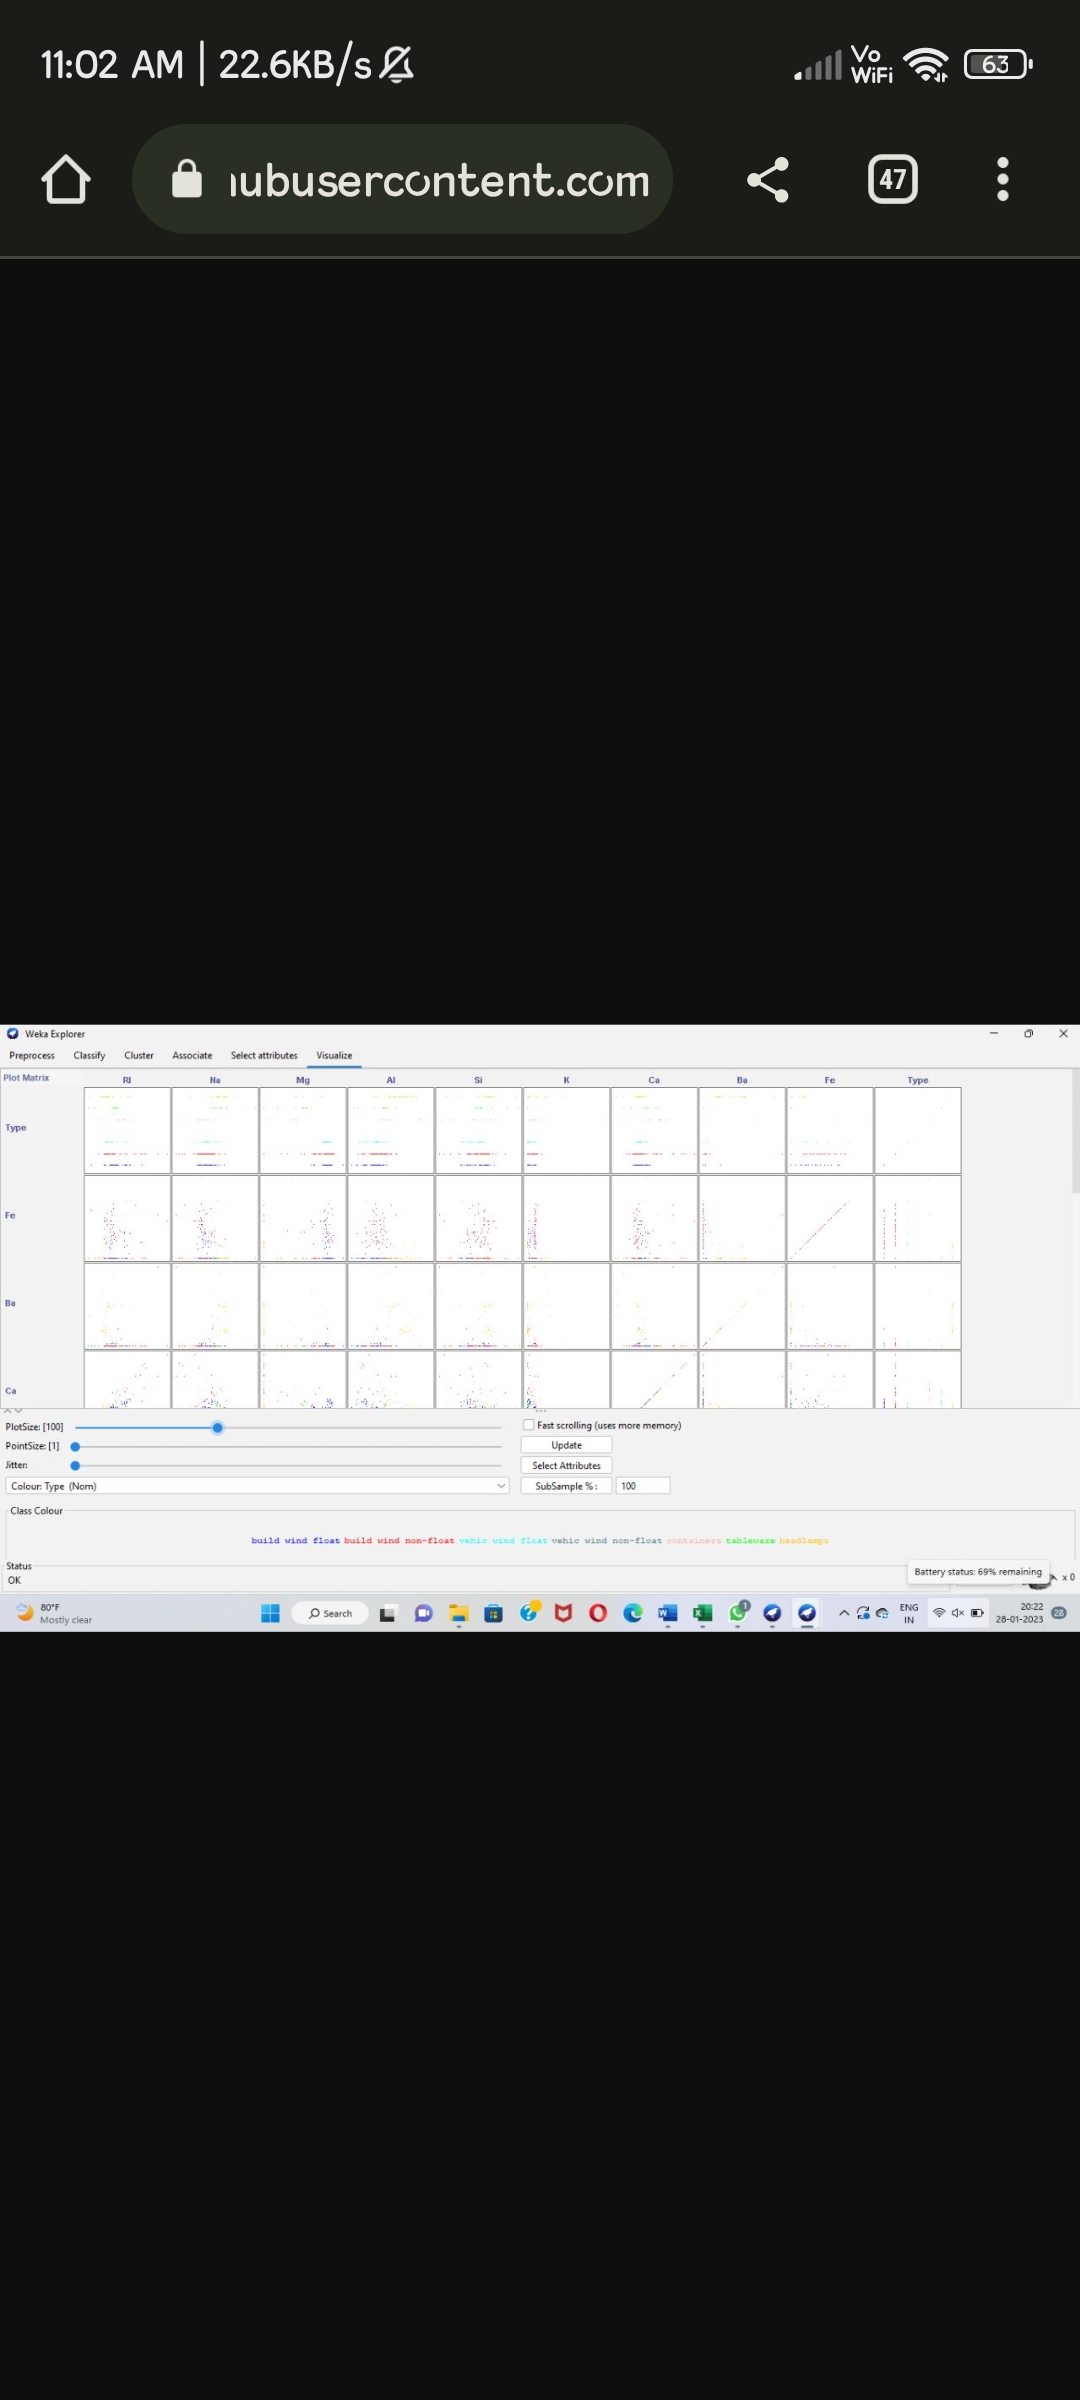 11:02 AM | 22.6KB/s
Vo
WiFi
63
ubusercontent.com
47
Weka Explorer
Preprocess Classify Cluster Associate Select attributes Visualize
Plot Matrix RI Na Mg Al Si K Ca Ba Fe Type
Type
Fe
Ba
Ca
PlotSize: [100]
Fast scrolling (uses more memory)
PointSize: [1]
Update
Jitter:
Select Attributes
Colour: Type (Nom)
SubSample % :
100
Class Colour
build wind float build wind non-float vehic wind float vehic wind non-float containers tableware headlamps
Status
OK
Battery status: 69% remaining
x 0
80°F
Mostly clear
Search
1
ENG
IN
20:22
28-01-2023
28